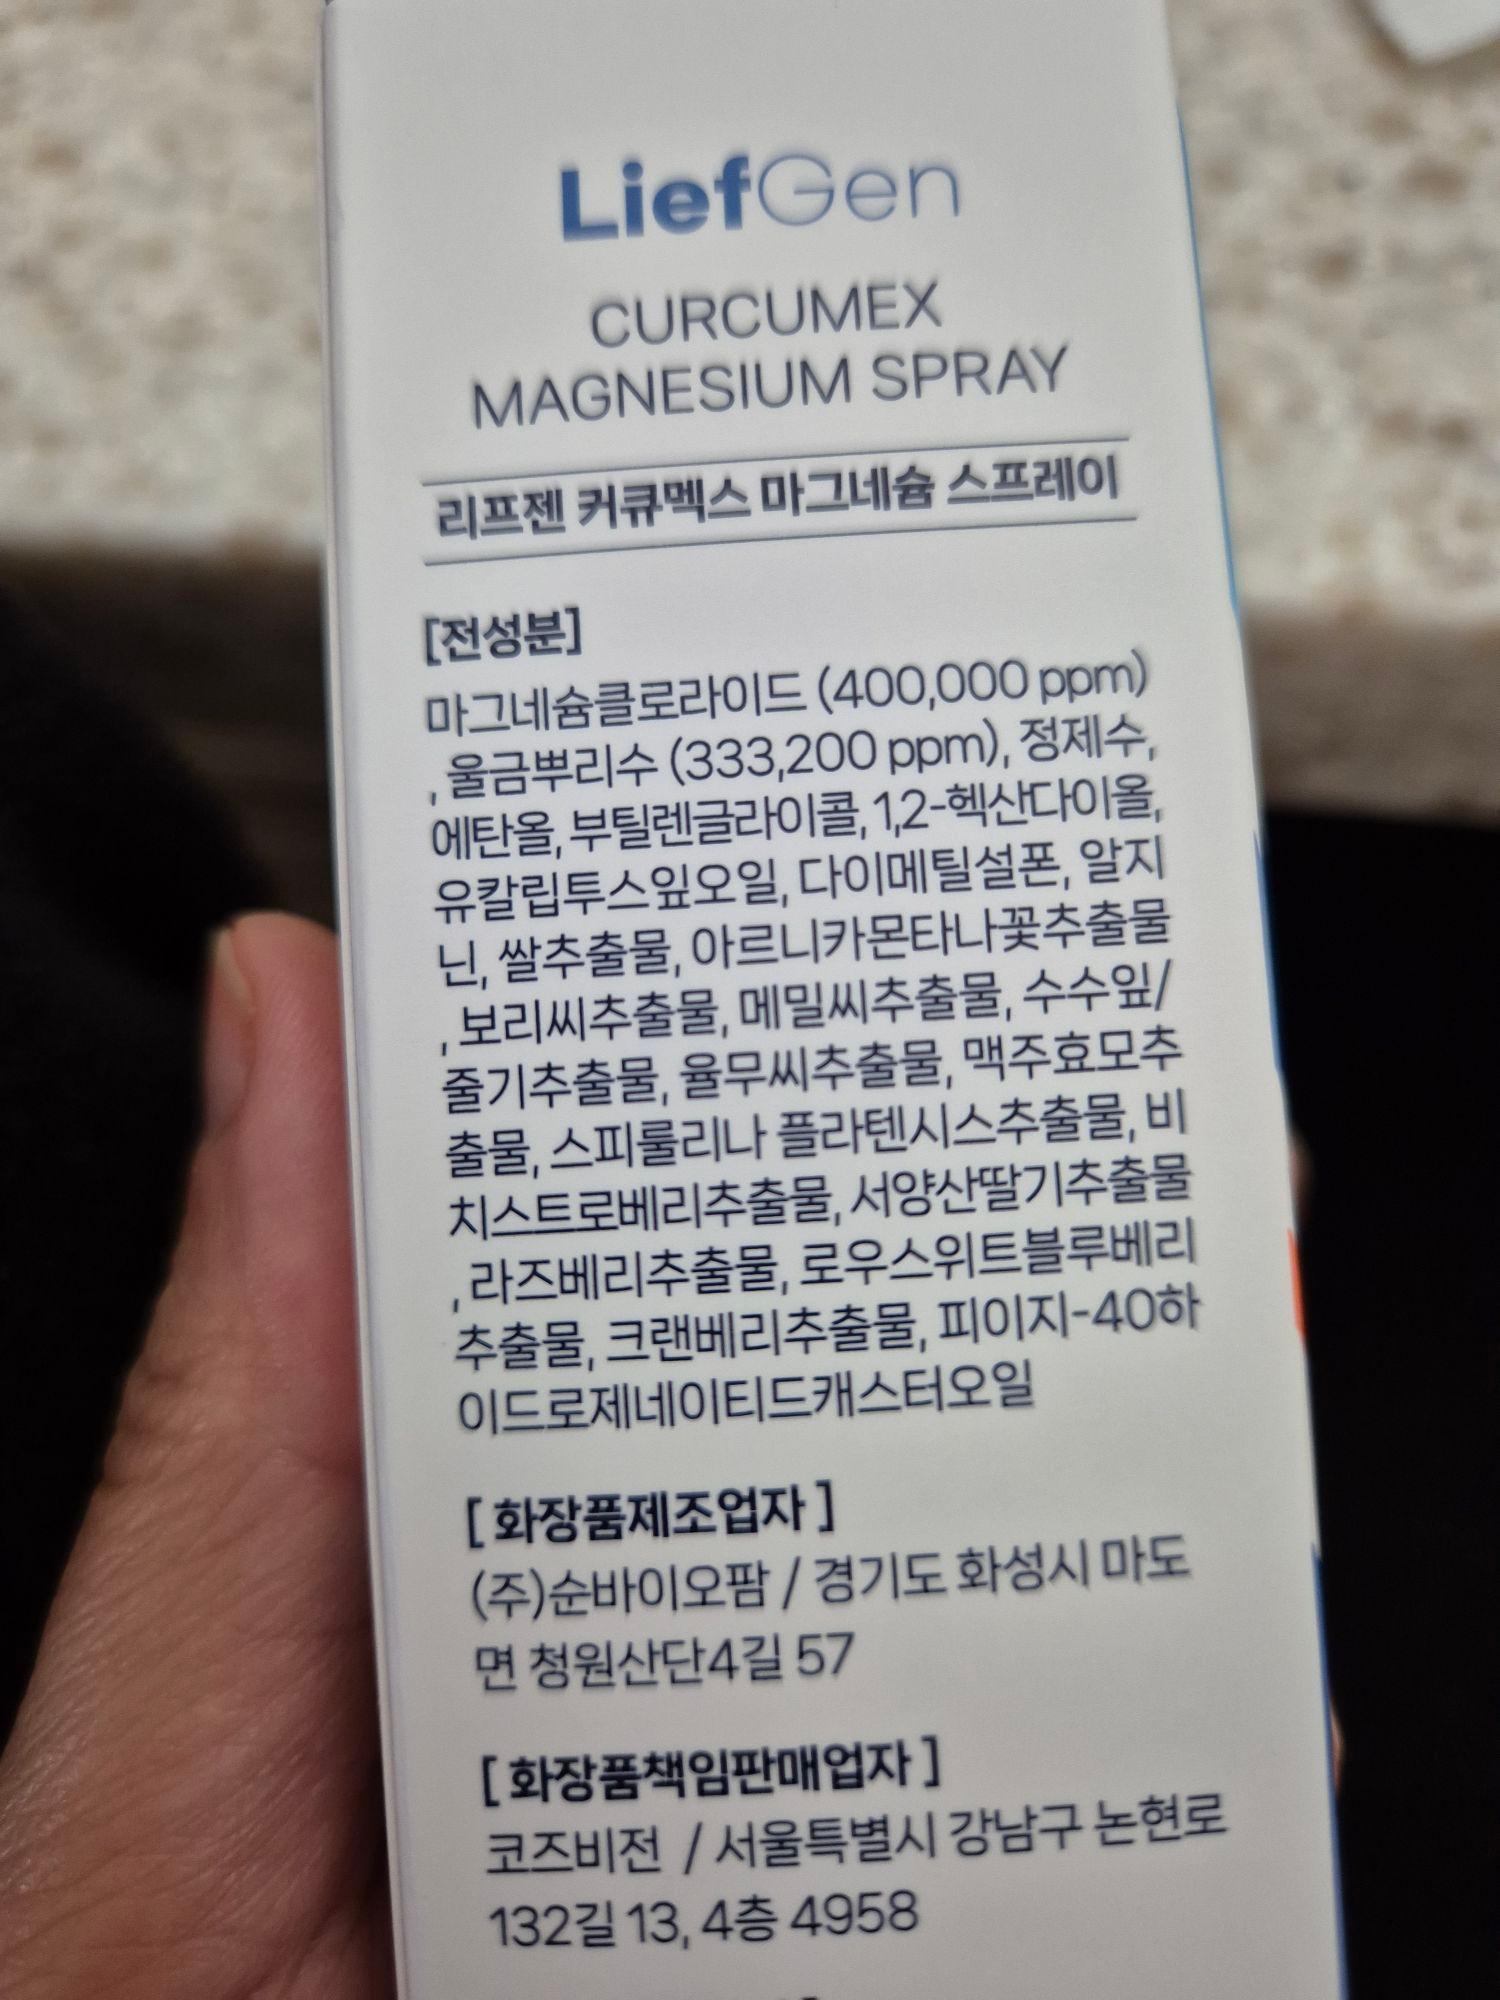 LiefGen
CURCUMEX
MAGNESIUM SPRAY
리프젠 커큐멕스 마그네슘 스프레이
[전성분]
마그네슘클로라이드 (400,000 ppm)
, 울금뿌리수 (333,200 ppm), 정제수,
에탄올, 부틸렌글라이콜, 1,2-헥산다이올,
유칼립투스잎오일, 다이메틸설폰, 알지
닌, 쌀추출물, 아르니카몬타나꽃추출물
, 보리씨추출물, 메밀씨추출물, 수수잎/
줄기추출물, 율무씨추출물, 맥주효모추
출물, 스피룰리나 플라텐시스추출물, 비
치스트로베리추출물, 서양산딸기추출물
, 라즈베리추출물, 로우스위트블루베리
추출물, 크랜베리추출물, 피이지-40하
이드로제네이티드캐스터오일
[ 화장품제조업자 ]
(주)순바이오팜 / 경기도 화성시 마도
면 청원산단4길 57
[ 화장품책임판매업자 ]
코즈비전 / 서울특별시 강남구 논현로
132길 13, 4층 4958